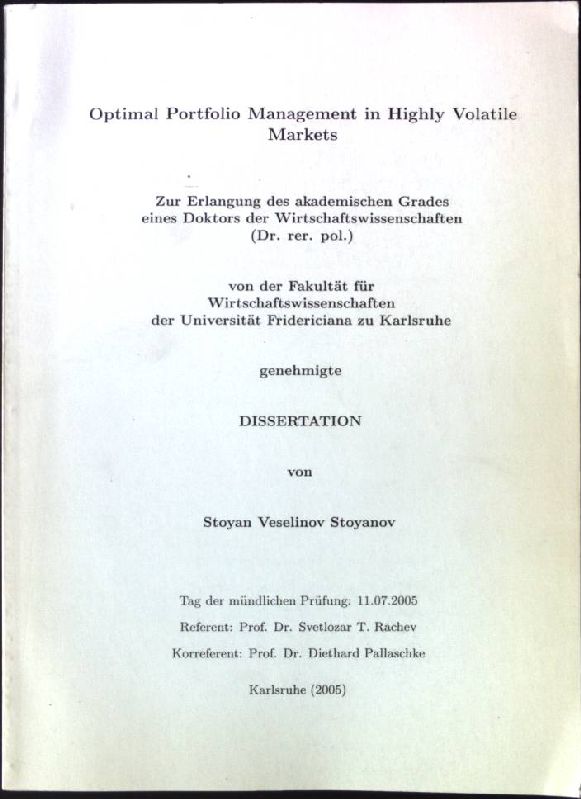 Optimal Portfolio Management in Highly Volatile
Markets
Zur Erlangung des akademischen Grades
eines Doktors der Wirtschaftswissenschaften
(Dr. rer. pol.)
von der Fakultät für
Wirtschaftswissenschaften
der Universität Fridericiana zu Karlsruhe
genehmigte
DISSERTATION
von
Stoyan Veselinov Stoyanov
Tag der mündlichen Prüfung: 11.07.2005
Referent: Prof. Dr. Svetlozar T. Rachev
Korreferent: Prof. Dr. Diethard Pallaschke
Karlsruhe (2005)